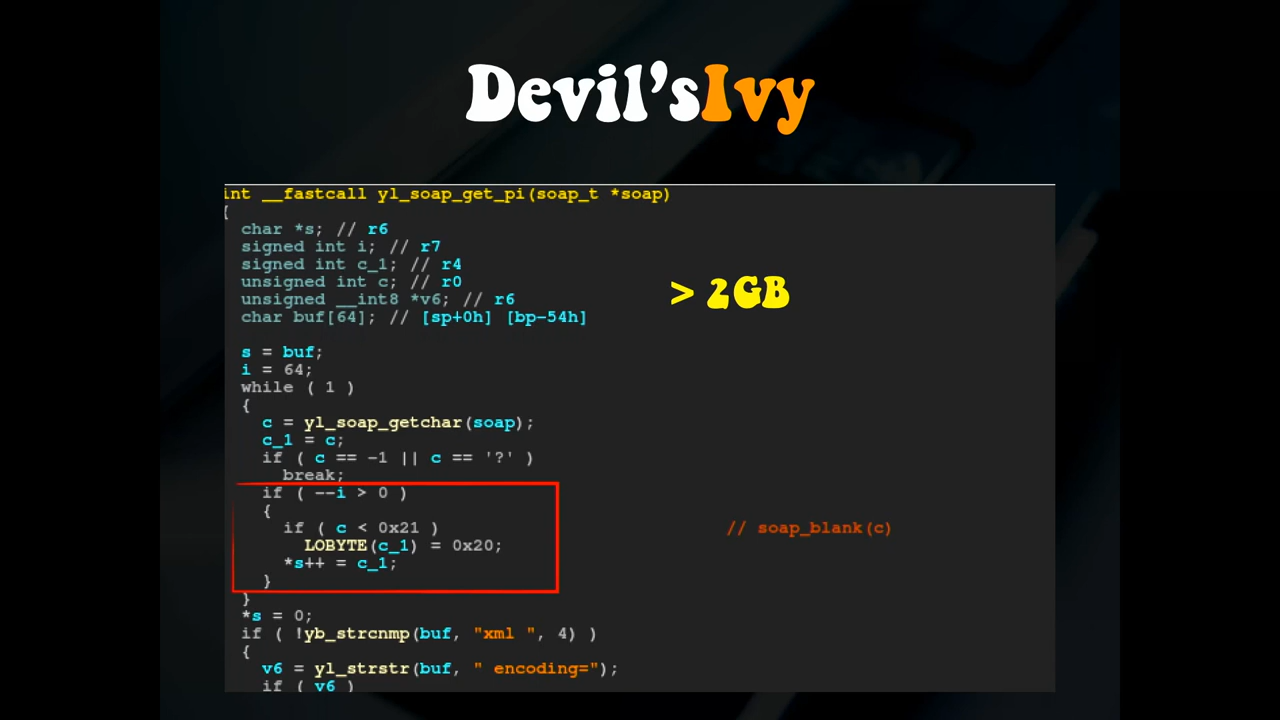 Devil'sIvy
int __fastcall yl_soap_get_pi(soap_t *soap)
{
char *s; // r6
signed int i; // r7
signed int c_1; // r4
unsigned int c; // r0
unsigned __int8 *v6; // r6
> 2GB
char buf[64]; // [sp+0h] [bp-54h]
s = buf;
i = 64;
while ( 1 )
{
c = yl_soap_getchar(soap);
c_1 = c;
if ( c == -1 || c == '?' )
break;
if ( --i > 0 )
{
if ( c < 0x21 )
// soap_blank(c)
LOBYTE(c_1) = 0x20;
*s++ = c_1;
}
}
*s = 0;
if ( !yb_strcnmp(buf, "xml ", 4) )
{
v6 = yl_strstr(buf, " encoding=");
if ( v6 )